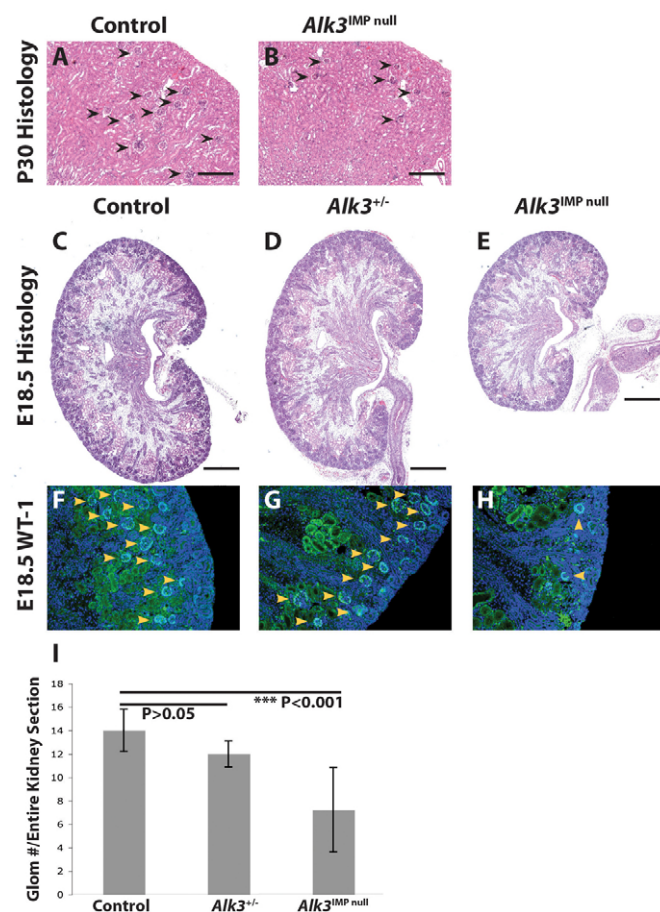 Control Alk3IMP null
P30 Histology
A B
Control Alk3+/- Alk3IMP null
E18.5 Histology
C D E
E18.5 WT-1
F G H
I
Glom #/Entire Kidney Section
18
16
14
12
10
8
6
4
2
0
*** P<0.001
P>0.05
Control Alk3+/- Alk3IMP null